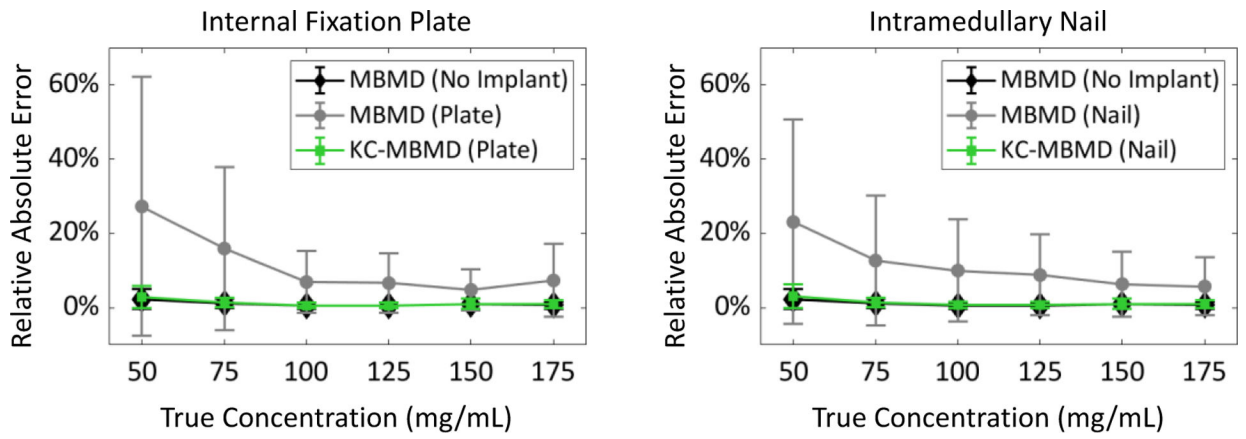 Internal Fixation Plate
Relative Absolute Error
60%
40%
20%
0%
MBMD (No Implant)
MBMD (Plate)
KC-MBMD (Plate)
50 75 100 125 150 175
True Concentration (mg/mL)
Intramedullary Nail
Relative Absolute Error
60%
40%
20%
0%
MBMD (No Implant)
MBMD (Nail)
KC-MBMD (Nail)
50 75 100 125 150 175
True Concentration (mg/mL)